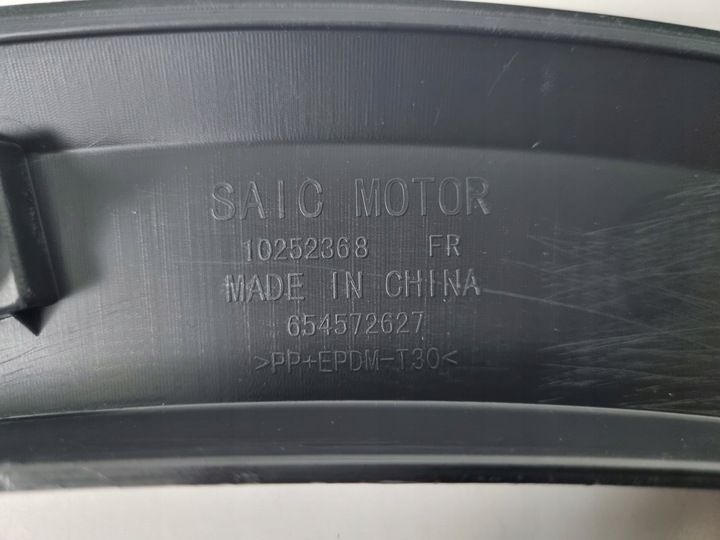 SAIC MOTOR
10252368 FR
MADE IN CHINA
654572627
>PP+EPDM-T30<